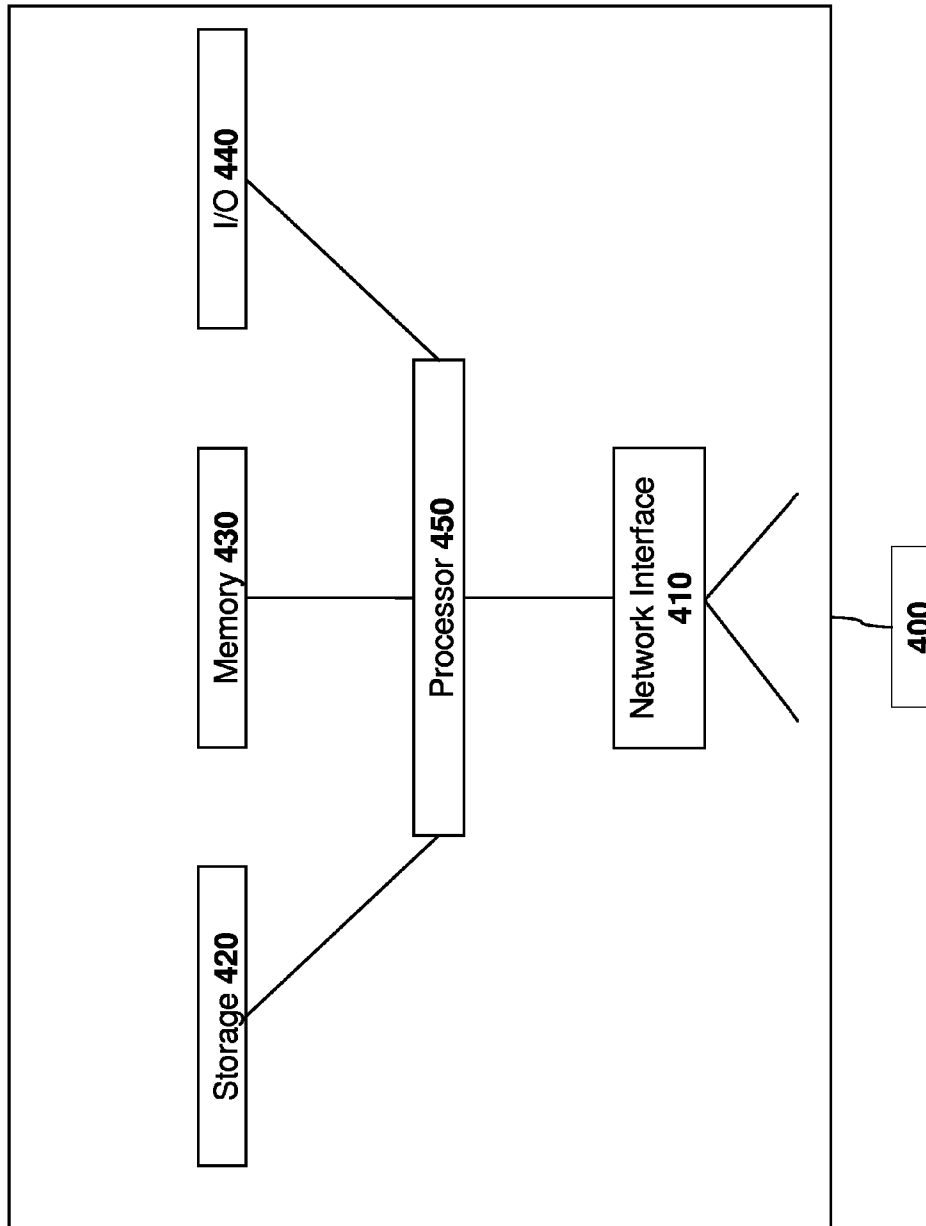 Storage 420
Memory 430
I/O 440
Processor 450
Network Interface
410
400